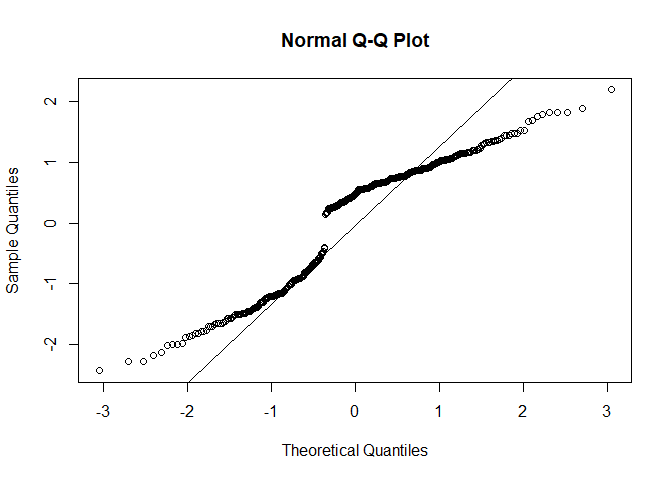 Normal Q-Q Plot
Sample Quantiles
2
1
0
-1
-2
-3 -2 -1 0 1 2 3
Theoretical Quantiles